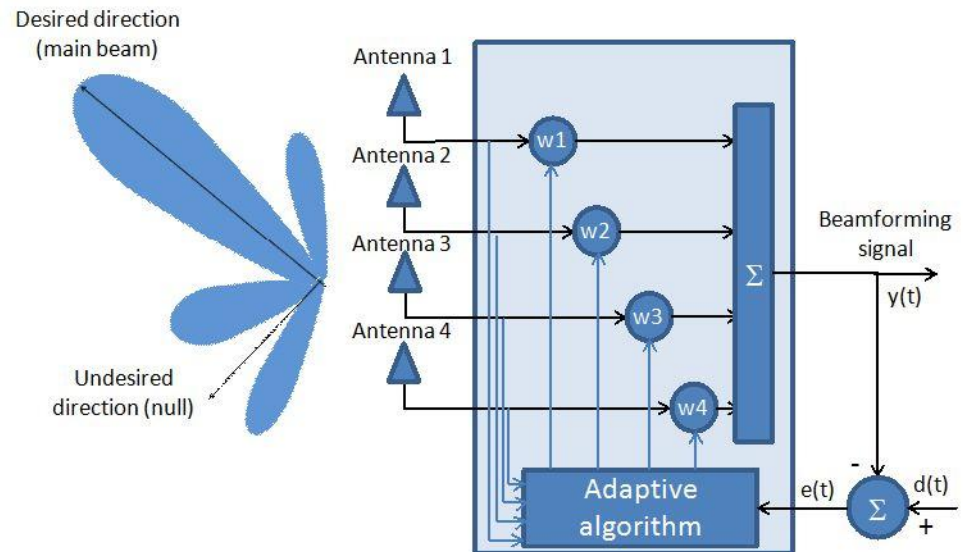 Desired direction
(main beam)
Undesired
direction (null)
Antenna 1
Antenna 2
Antenna 3
Antenna 4
w1
w2
w3
w4
Σ
Adaptive
algorithm
Beamforming
signal
y(t)
-
e(t)
Σ
d(t)
+